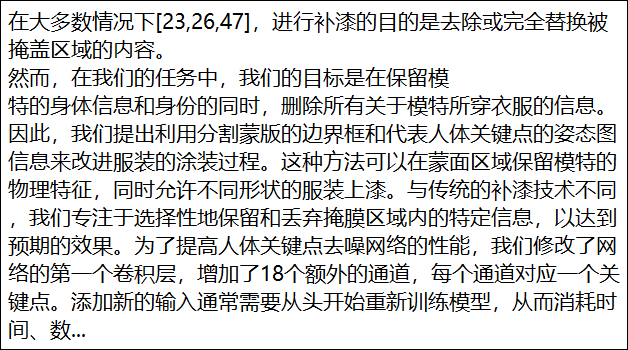 在大多数情况下[23,26,47]，进行补漆的目的是去除或完全替换被
掩盖区域的内容。
然而，在我们的任务中，我们的目标是在保留模
特的身体信息和身份的同时，删除所有关于模特所穿衣服的信息。
因此，我们提出利用分割蒙版的边界框和代表人体关键点的姿态图
信息来改进服装的涂装过程。这种方法可以在蒙面区域保留模特的
物理特征，同时允许不同形状的服装上漆。与传统的补漆技术不同
，我们专注于选择性地保留和丢弃掩膜区域内的特定信息，以达到
预期的效果。为了提高人体关键点去噪网络的性能，我们修改了网
络的第一个卷积层，增加了18个额外的通道，每个通道对应一个关
键点。添加新的输入通常需要从头开始重新训练模型，从而消耗时
间、数...